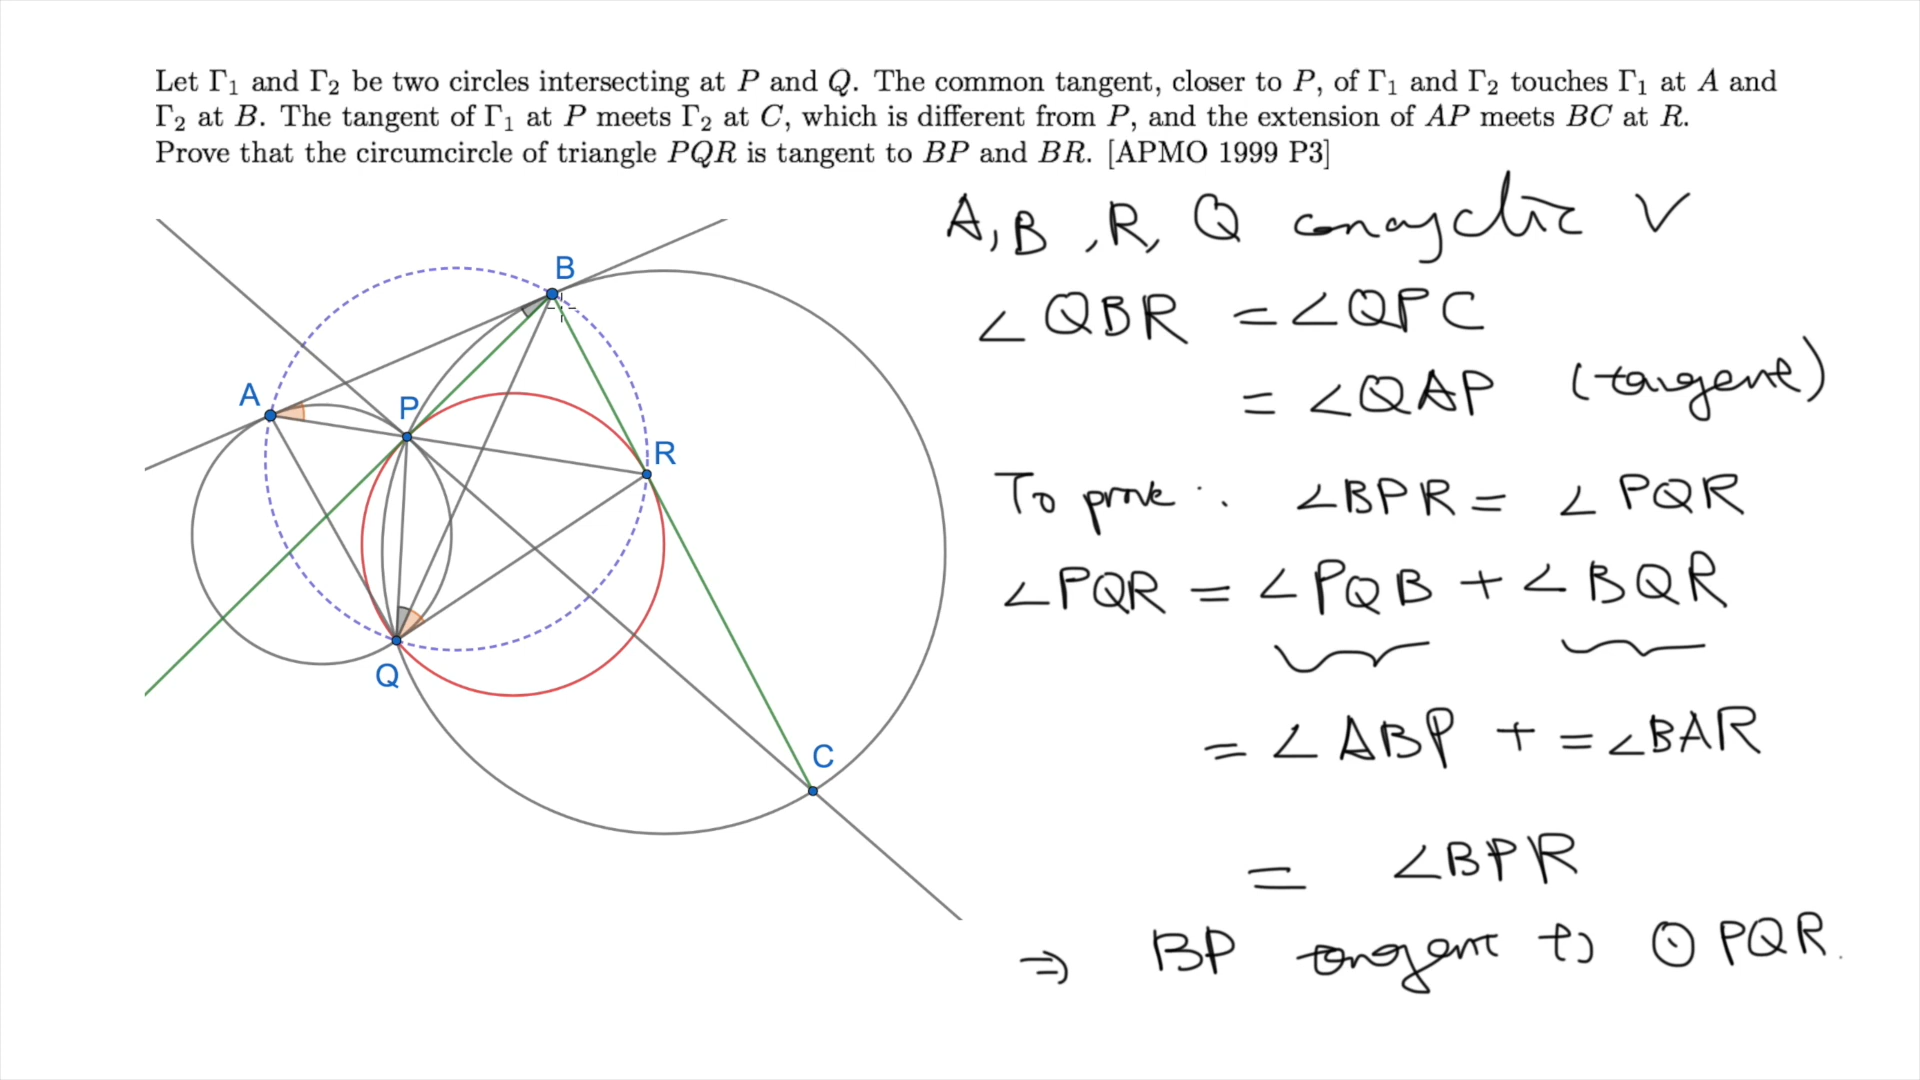 Let Γ₁ and Γ₂ be two circles intersecting at P and Q. The common tangent, closer to P, of Γ₁ and Γ₂ touches Γ₁ at A and
Γ₂ at B. The tangent of Γ₁ at P meets Γ₂ at C, which is different from P, and the extension of AP meets BC at R.
Prove that the circumcircle of triangle PQR is tangent to BP and BR. [APMO 1999 P3]
A, B, R, Q concyclic ✓
∠QBR = ∠QPC
= ∠QAP (tangent)
To prove: ∠BPR = ∠PQR
∠PQR = ∠PQB + ∠BQR
= ∠ABP + = ∠BAR
= ∠BPR
⇒ BP tangent to ⊙PQR.
B
A
P
R
Q
C